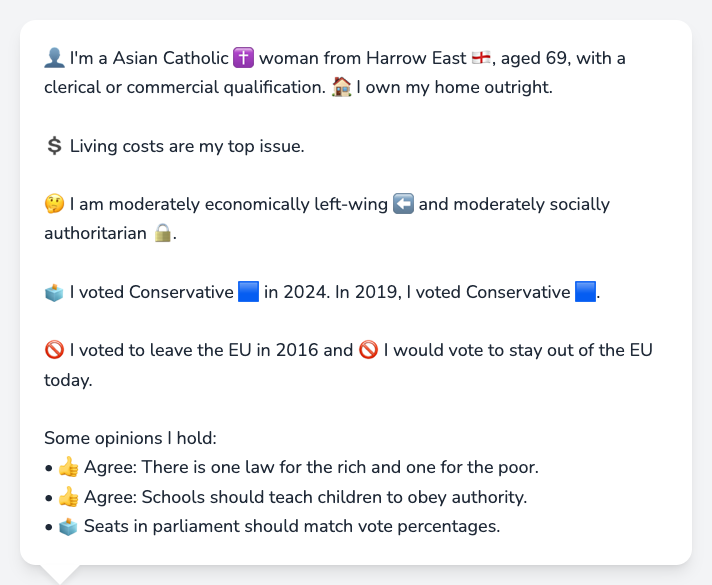 👤 I'm a Asian Catholic ✝️ woman from Harrow East 🏴󠁧󠁢󠁥󠁮󠁧󠁿, aged 69, with a
clerical or commercial qualification. 🏠 I own my home outright.
💲 Living costs are my top issue.
🤔 I am moderately economically left-wing ⬅️ and moderately socially
authoritarian 🔒.
🗳️ I voted Conservative 🟦 in 2024. In 2019, I voted Conservative 🟦.
🚫 I voted to leave the EU in 2016 and 🚫 I would vote to stay out of the EU
today.
Some opinions I hold:
• 👍 Agree: There is one law for the rich and one for the poor.
• 👍 Agree: Schools should teach children to obey authority.
• 🗳️ Seats in parliament should match vote percentages.